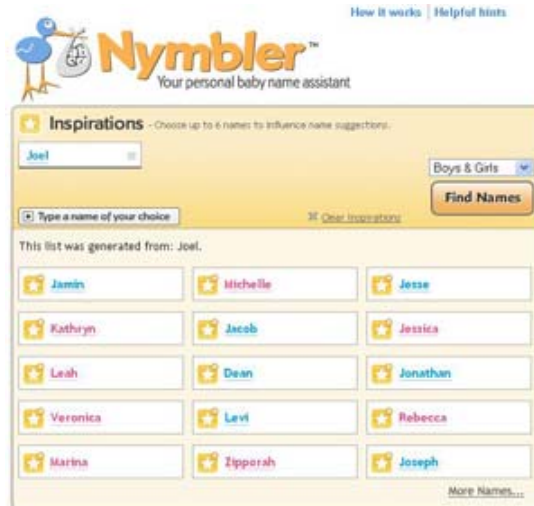 How it works | Helpful hints
Nymbler™
Your personal baby name assistant
Inspirations - Choose up to 6 names to influence name suggestions.
Joel
Boys & Girls
Find Names
Type a name of your choice
Clear Inspirations
This list was generated from: Joel.
Jamin Michelle Jesse
Kathryn Jacob Jessica
Leah Dean Jonathan
Veronica Levi Rebecca
Marina Zipporah Joseph
More Names...